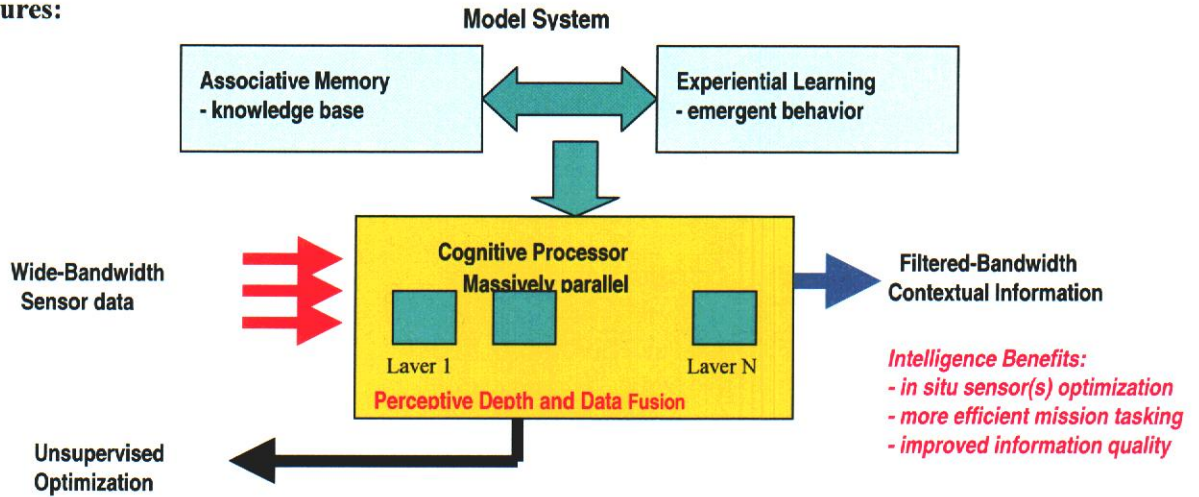 ures:
Model System
Associative Memory
- knowledge base
Experiential Learning
- emergent behavior
Wide-Bandwidth
Sensor data
Cognitive Processor
Massively parallel
Layer 1
Layer N
Perceptive Depth and Data Fusion
Filtered-Bandwidth
Contextual Information
Intelligence Benefits:
- in situ sensor(s) optimization
- more efficient mission tasking
- improved information quality
Unsupervised
Optimization